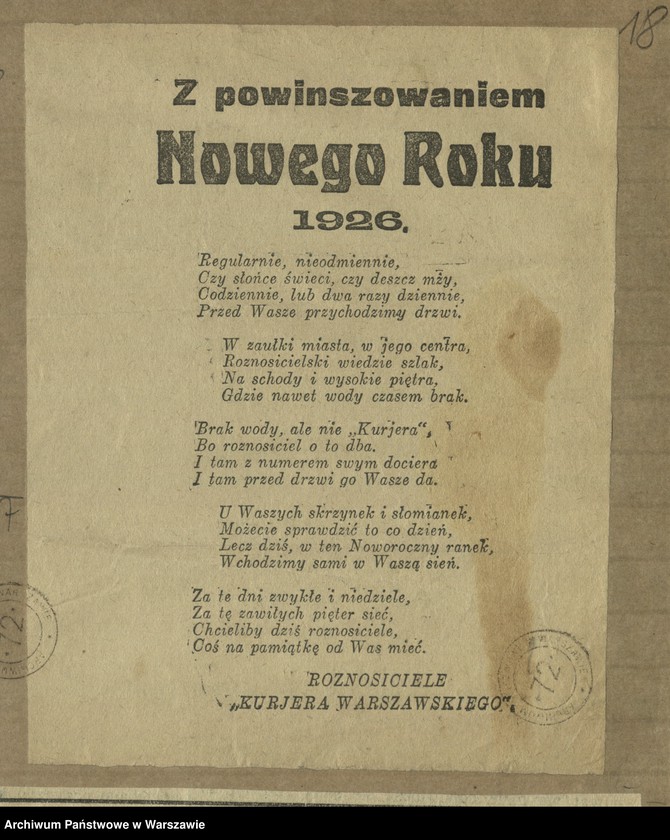 18
Z powinszowaniem
Nowego Roku
1926.
Regularnie, nieodmiennie,
Czy słońce świeci, czy deszcz mży,
Codziennie, lub dwa razy dziennie,
Przed Wasze przychodzimy drzwi.
W zaułki miasta, w jego centra,
Roznosicielski wiedzie szlak,
Na schody i wysokie piętra,
Gdzie nawet wody czasem brak.
Brak wody, ale nie „Kurjera“,
Bo roznosiciel o to dba.
I tam z numerem swym dociera
I tam przed drzwi go Wasze da.
U Waszych skrzynek i słomianek,
Możecie sprawdzić to co dzień,
Lecz dziś, w ten Noworoczny ranek,
Wchodzimy sami w Waszą sień.
Za te dni zwykłe i niedziele,
Za tę zawiłych pięter sieć,
Chcieliby dziś roznosiciele,
Coś na pamiątkę od Was mieć.
ROZNOSICIELE
„KURJERA WARSZAWSKIEGO“.
72
72
Archiwum Państwowe w Warszawie